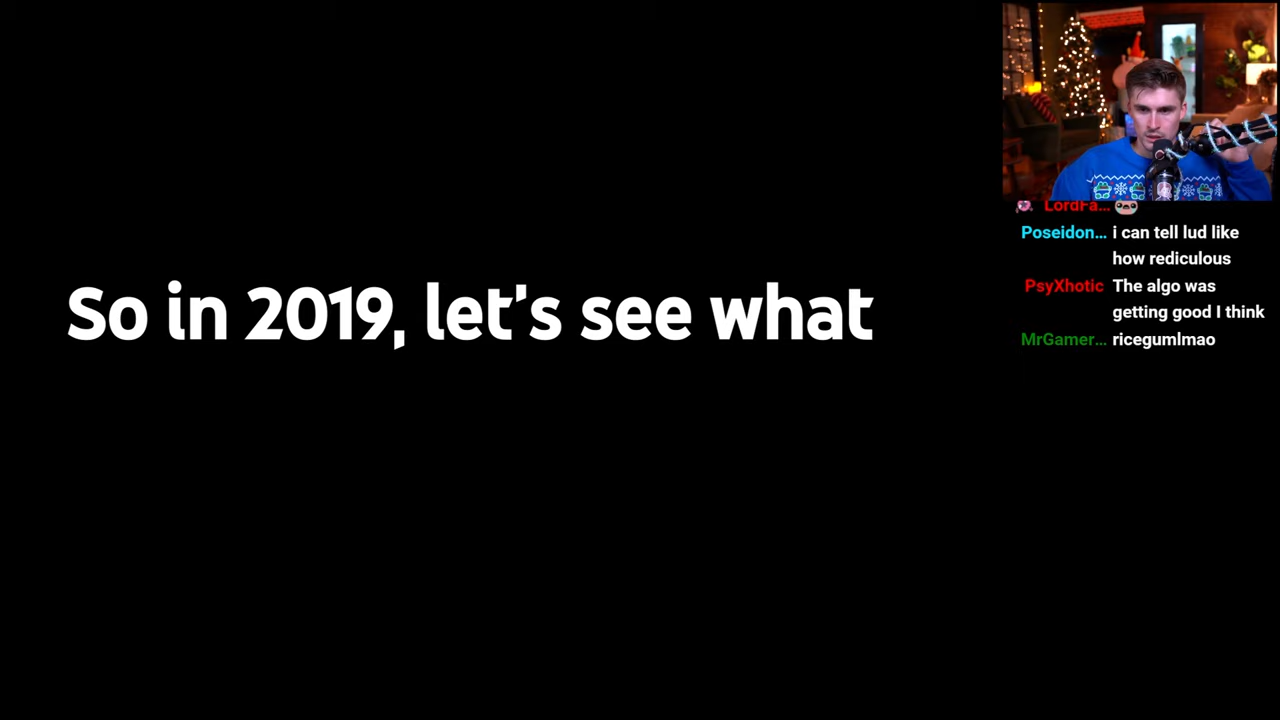 So in 2019, let's see what
LordFa...
Poseidon... i can tell lud like
how rediculous
PsyXhotic The algo was
getting good I think
MrGamer... ricegumlmao